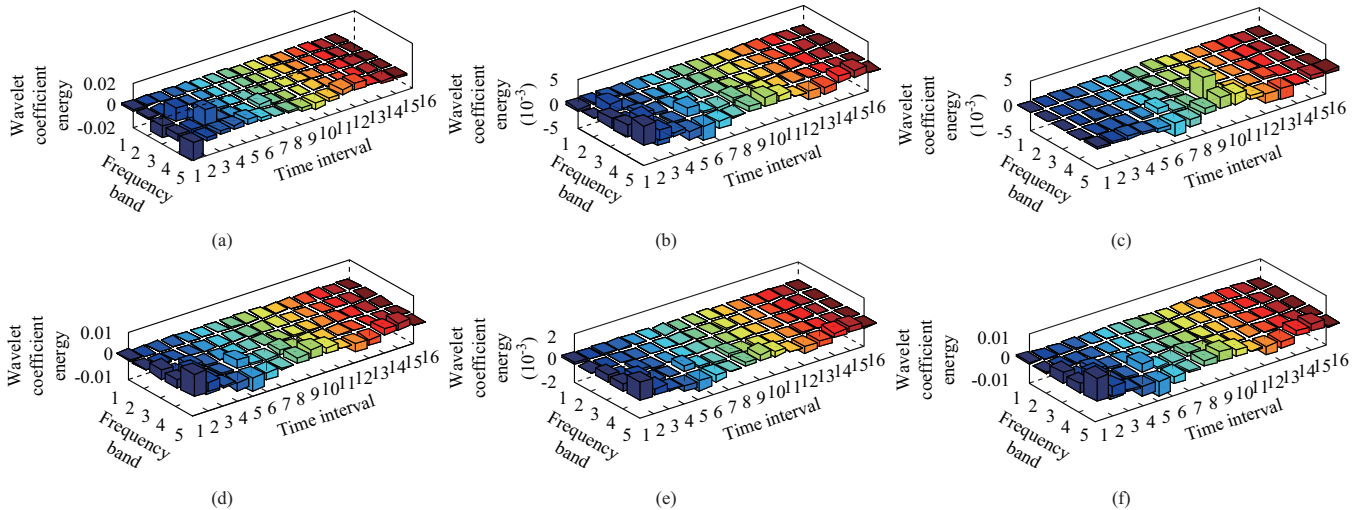 Wavelet
coefficient
energy
0.02
0
-0.02
1
2
3
4
5
Frequency
band
1 2 3 4 5 6 7 8 9 10 11 12 13 14 15 16
Time interval
(a)
Wavelet
coefficient
energy
(10⁻³)
5
0
-5
1
2
3
4
5
Frequency
band
1 2 3 4 5 6 7 8 9 10 11 12 13 14 15 16
Time interval
(b)
Wavelet
coefficient
energy
(10⁻³)
5
0
-5
1
2
3
4
5
Frequency
band
1 2 3 4 5 6 7 8 9 10 11 12 13 14 15 16
Time interval
(c)
Wavelet
coefficient
energy
0.01
0
-0.01
1
2
3
4
5
Frequency
band
1 2 3 4 5 6 7 8 9 10 11 12 13 14 15 16
Time interval
(d)
Wavelet
coefficient
energy
(10⁻³)
2
0
-2
1
2
3
4
5
Frequency
band
1 2 3 4 5 6 7 8 9 10 11 12 13 14 15 16
Time interval
(e)
Wavelet
coefficient
energy
0.01
0
-0.01
1
2
3
4
5
Frequency
band
1 2 3 4 5 6 7 8 9 10 11 12 13 14 15 16
Time interval
(f)